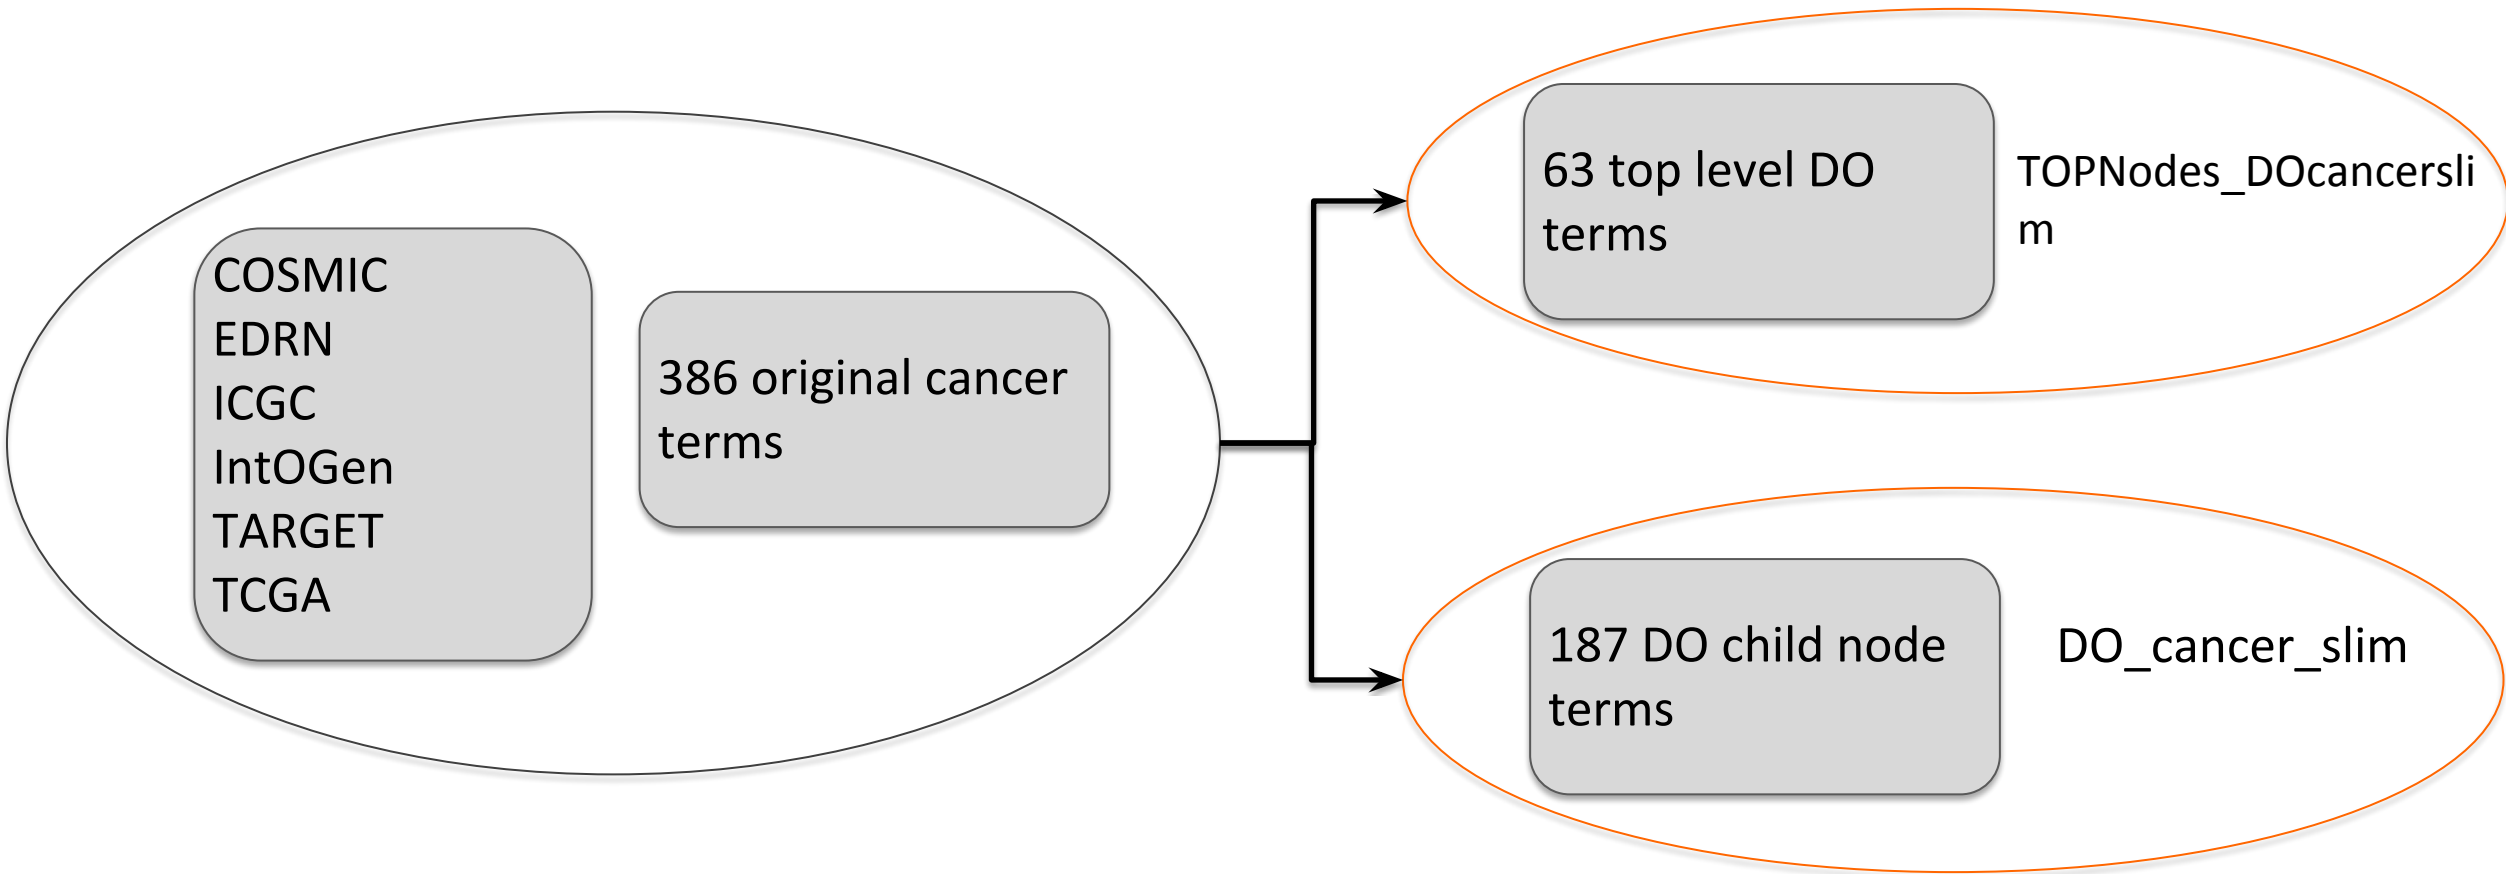 COSMIC
EDRN
ICGC
IntOGen
TARGET
TCGA
386 original cancer
terms
63 top level DO
terms
TOPNodes_DOcancersli
m
187 DO child node
terms
DO_cancer_slim